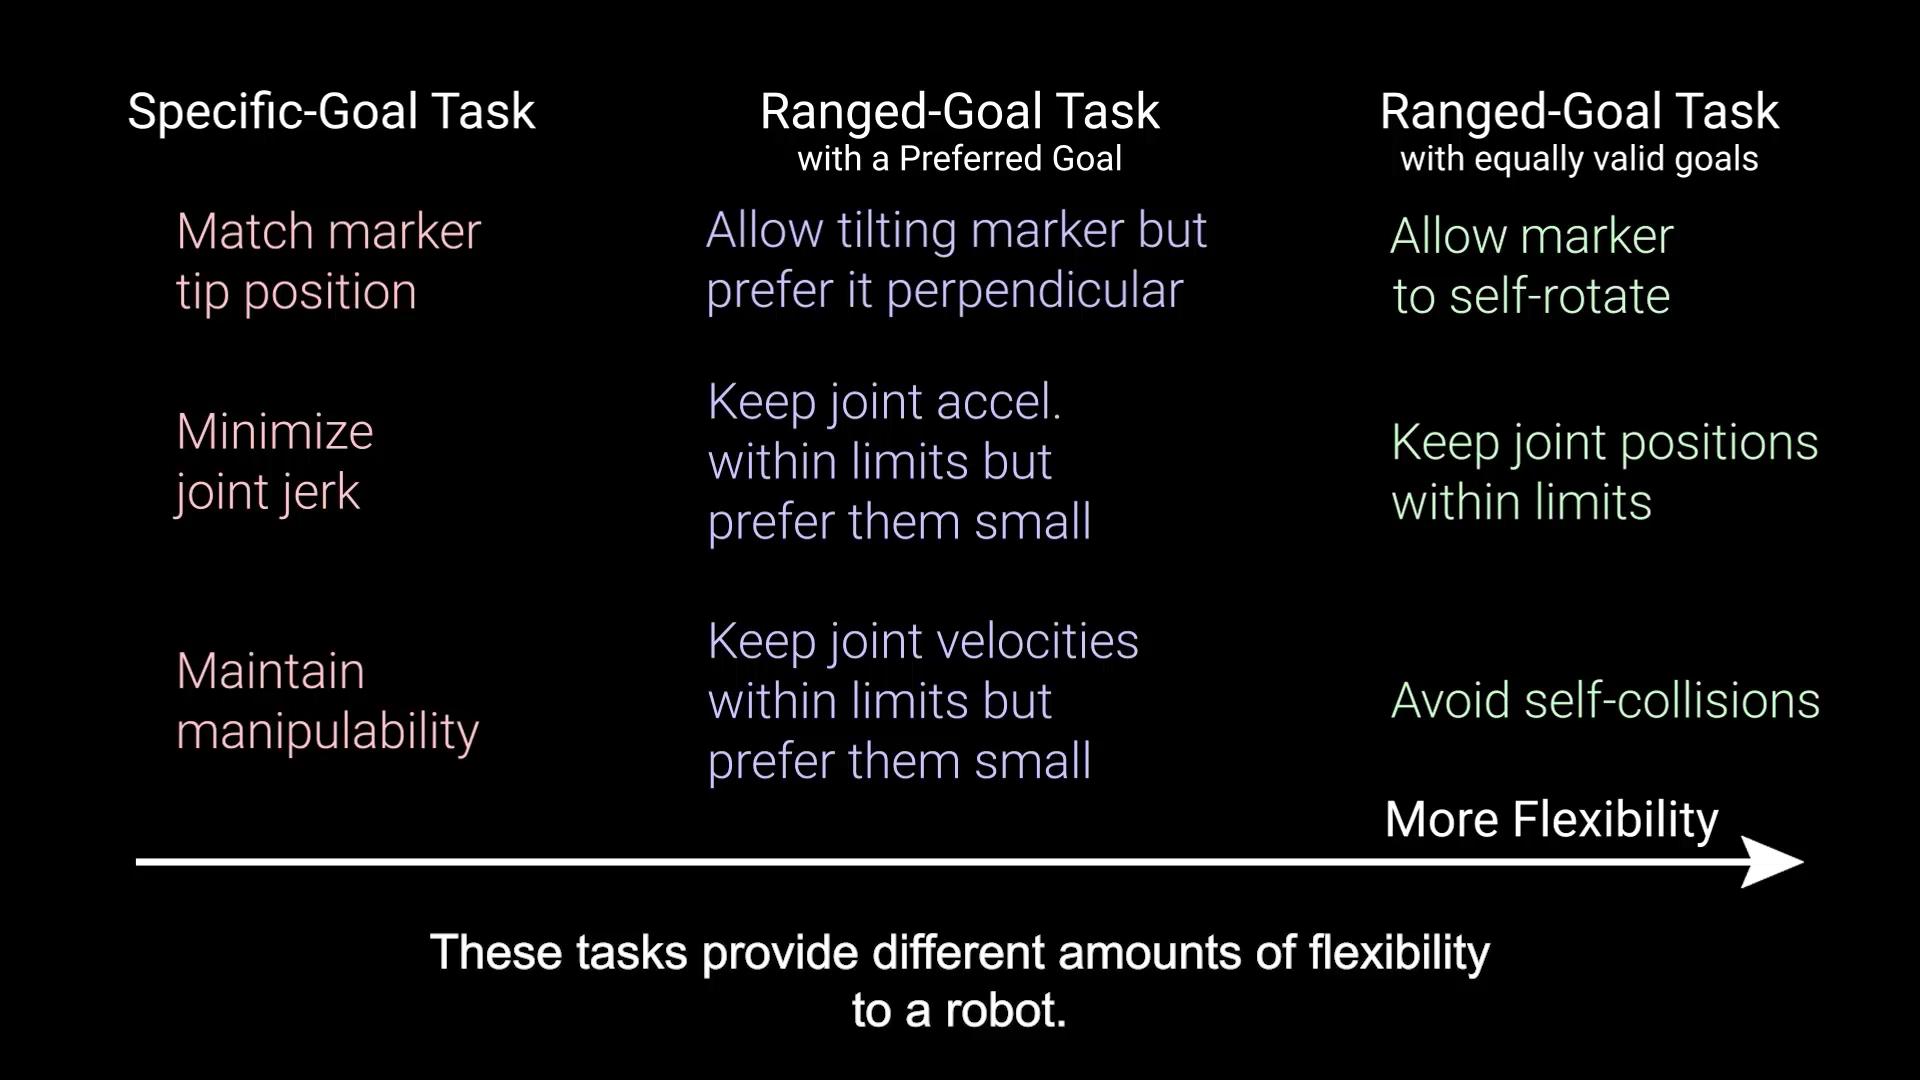 Specific-Goal Task
Match marker
tip position
Minimize
joint jerk
Maintain
manipulability
Ranged-Goal Task
with a Preferred Goal
Allow tilting marker but
prefer it perpendicular
Keep joint accel.
within limits but
prefer them small
Keep joint velocities
within limits but
prefer them small
Ranged-Goal Task
with equally valid goals
Allow marker
to self-rotate
Keep joint positions
within limits
Avoid self-collisions
More Flexibility
These tasks provide different amounts of flexibility
to a robot.